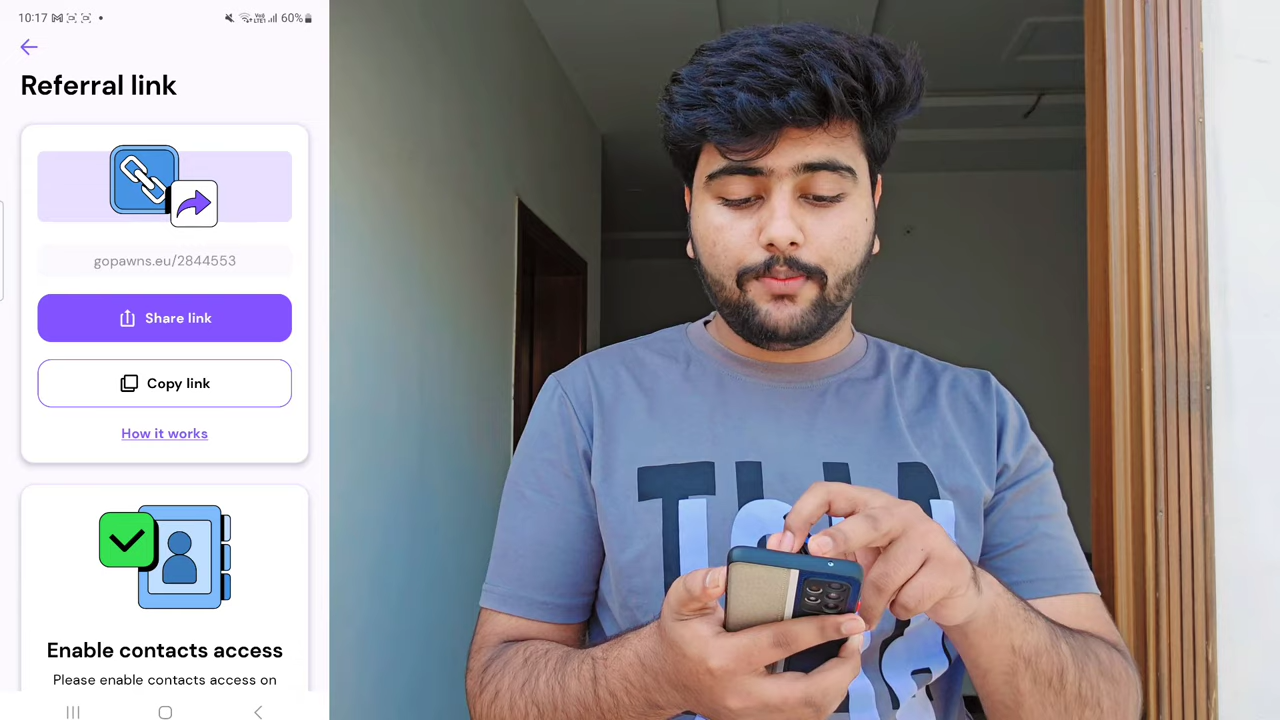 10:17
60%
Referral link
gopawns.eu/2844553
Share link
Copy link
How it works
Enable contacts access
Please enable contacts access on